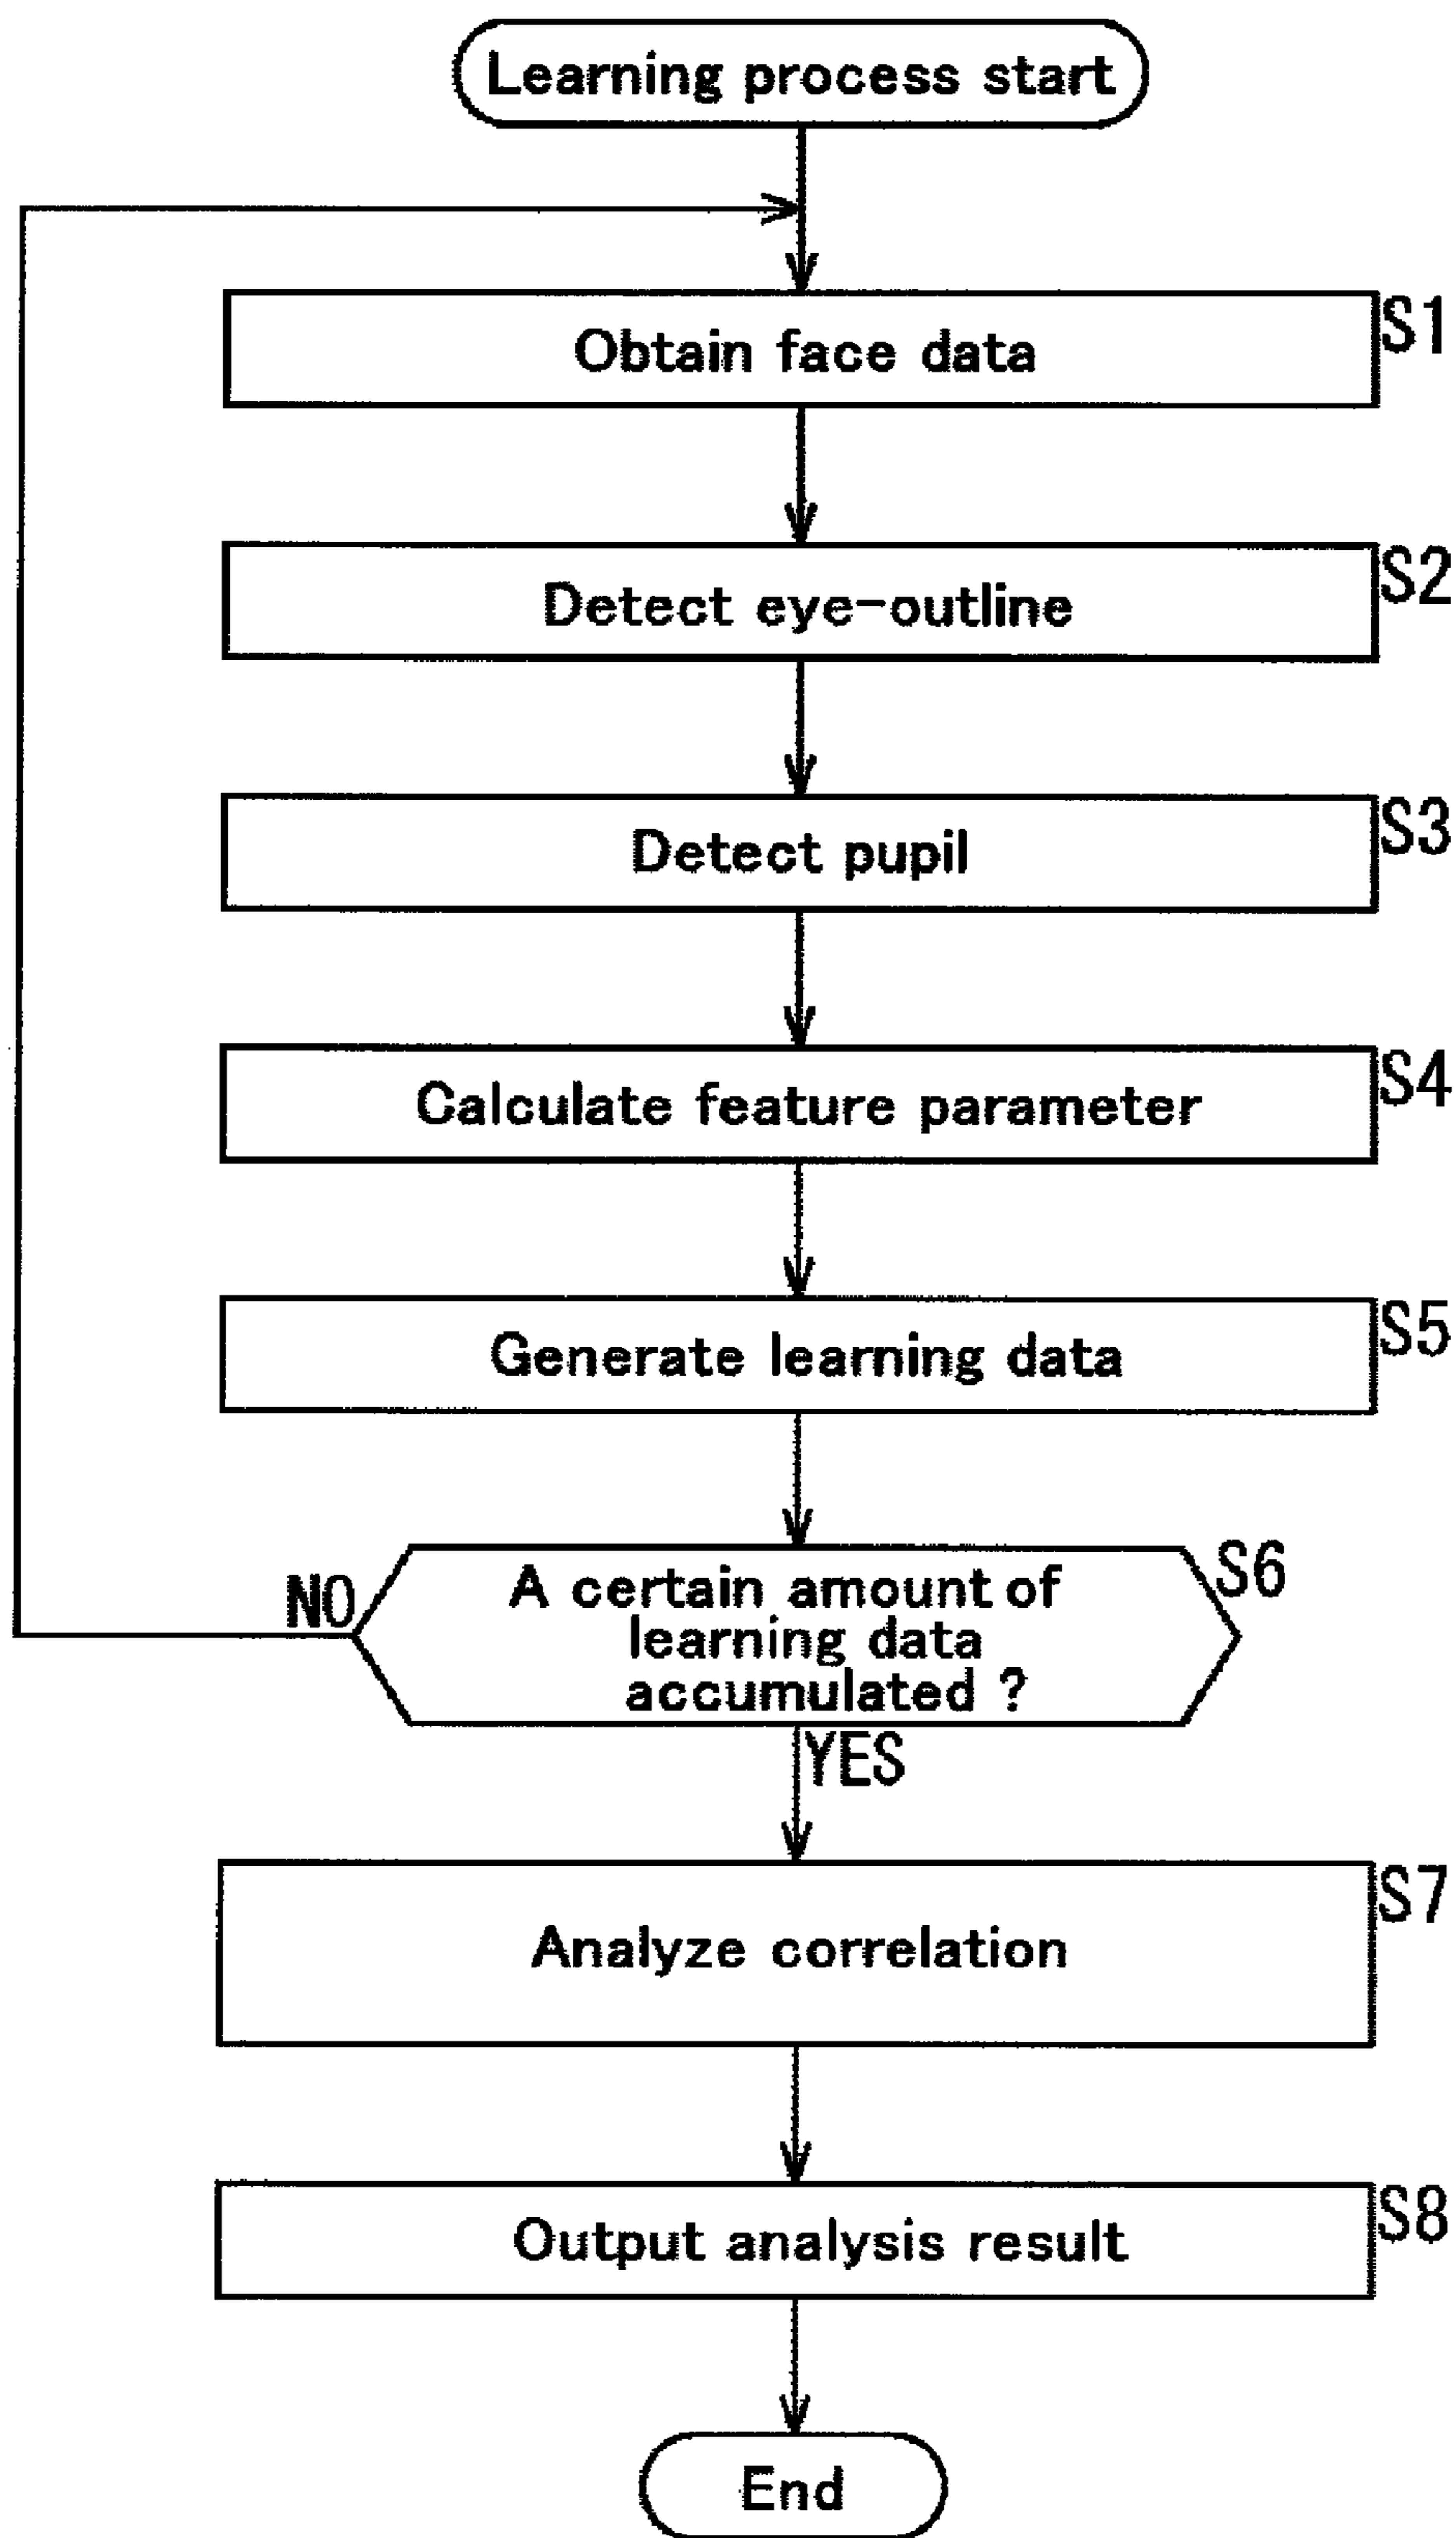 Learning process start
Obtain face data
S1
Detect eye-outline
S2
Detect pupil
S3
Calculate feature parameter
S4
Generate learning data
S5
A certain amount of
learning data
accumulated ?
S6
NO
YES
Analyze correlation
S7
Output analysis result
S8
End